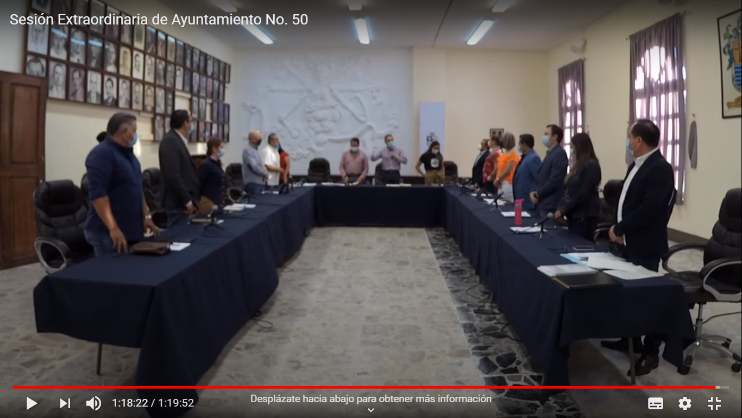 Sesión Extraordinaria de Ayuntamiento No. 50
1:18:22 / 1:19:52
Desplázate hacia abajo para obtener más información